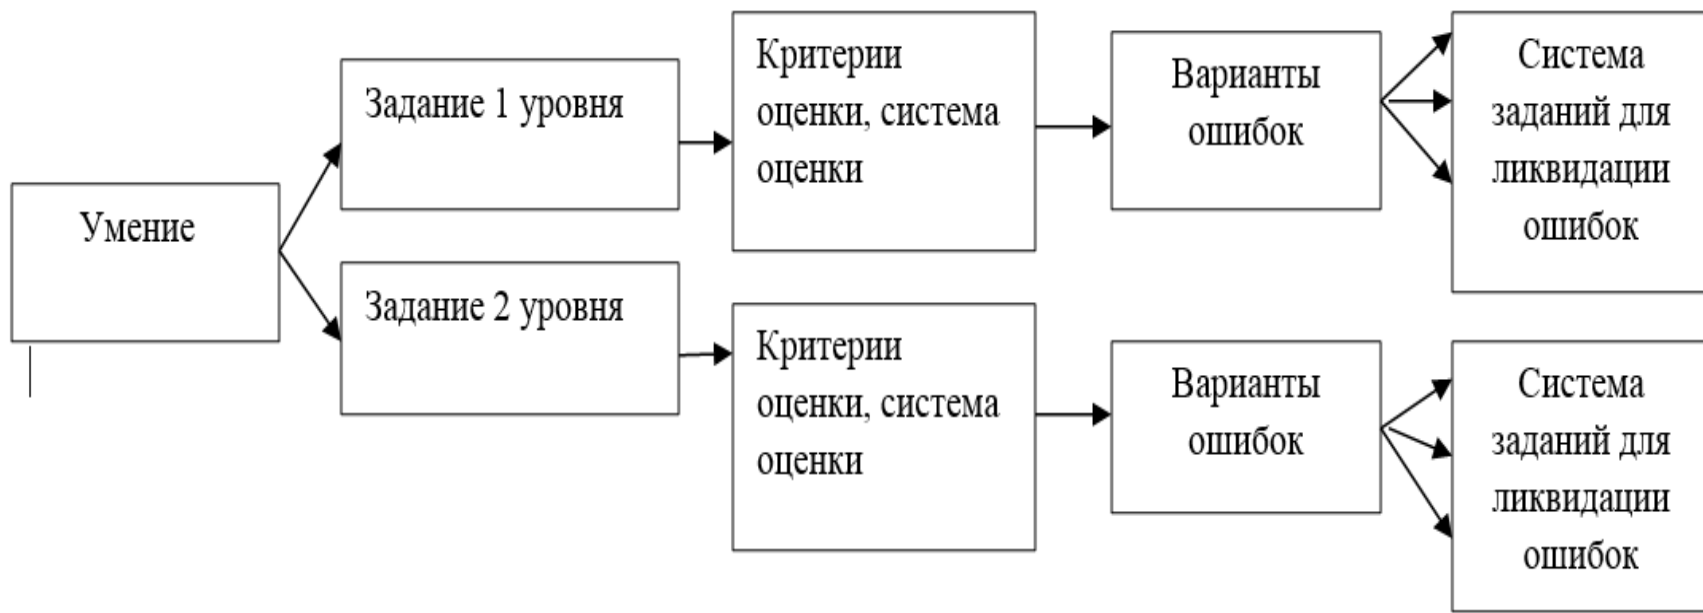 Умение
Задание 1 уровня
Критерии
оценки, система
оценки
Варианты
ошибок
Система
заданий для
ликвидации
ошибок
Задание 2 уровня
Критерии
оценки, система
оценки
Варианты
ошибок
Система
заданий для
ликвидации
ошибок